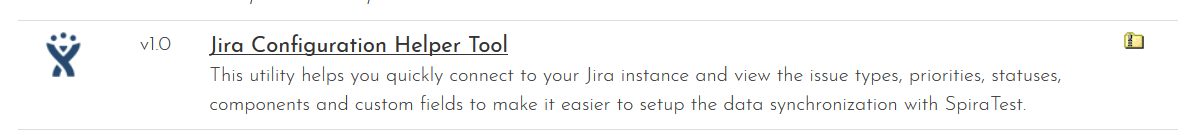 v1.0
Jira Configuration Helper Tool
This utility helps you quickly connect to your Jira instance and view the issue types, priorities, statuses,
components and custom fields to make it easier to setup the data synchronization with SpiraTest.